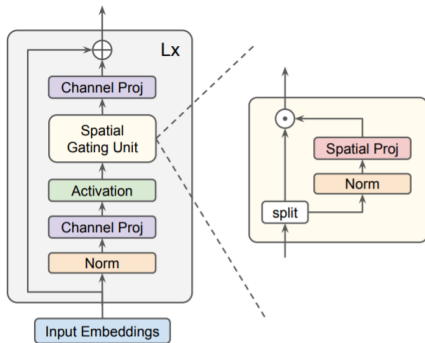 Lx
Channel Proj
Spatial
Gating Unit
Activation
Channel Proj
Norm
Input Embeddings
Spatial Proj
Norm
split